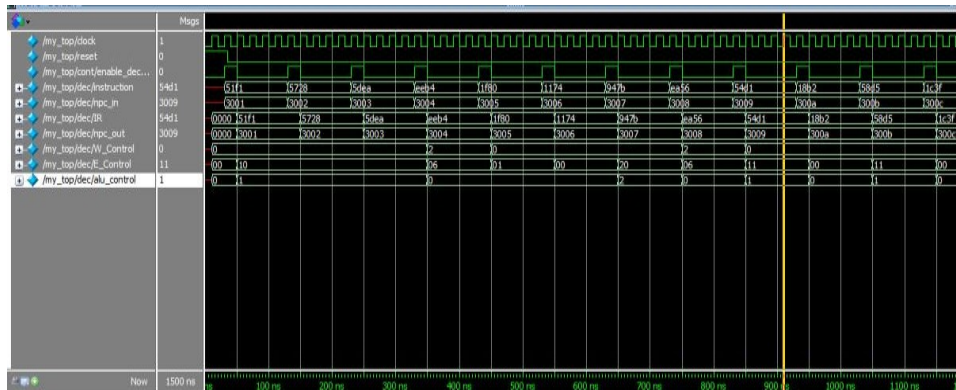 Msgs
/my_top/clock 1
/my_top/reset 0
/my_top/cont/enable_dec... 0
/my_top/dec/instruction 54d1 51f1 5728 5dea eeb4 1f80 1174 947b ea56 54d1 18b2 58d5 1c3f
/my_top/dec/npc_in 3009 3001 3002 3003 3004 3005 3006 3007 3008 3009 300a 300b 300c
/my_top/dec/IR 54d1 0000 51f1 5728 5dea eeb4 1f80 1174 947b ea56 54d1 18b2 58d5 1c3f
/my_top/dec/npc_out 3009 0000 3001 3002 3003 3004 3005 3006 3007 3008 3009 300a 300b 300c
/my_top/dec/W_Control 0 0 2 0 2 0
/my_top/dec/E_Control 11 00 10 06 01 00 20 06 11 00 11 00
/my_top/dec/alu_control 1 0 1 0 2 0 1 0 1 0
Now 1500 ns ns 100 ns 200 ns 300 ns 400 ns 500 ns 600 ns 700 ns 800 ns 900 ns 1000 ns 1100 ns